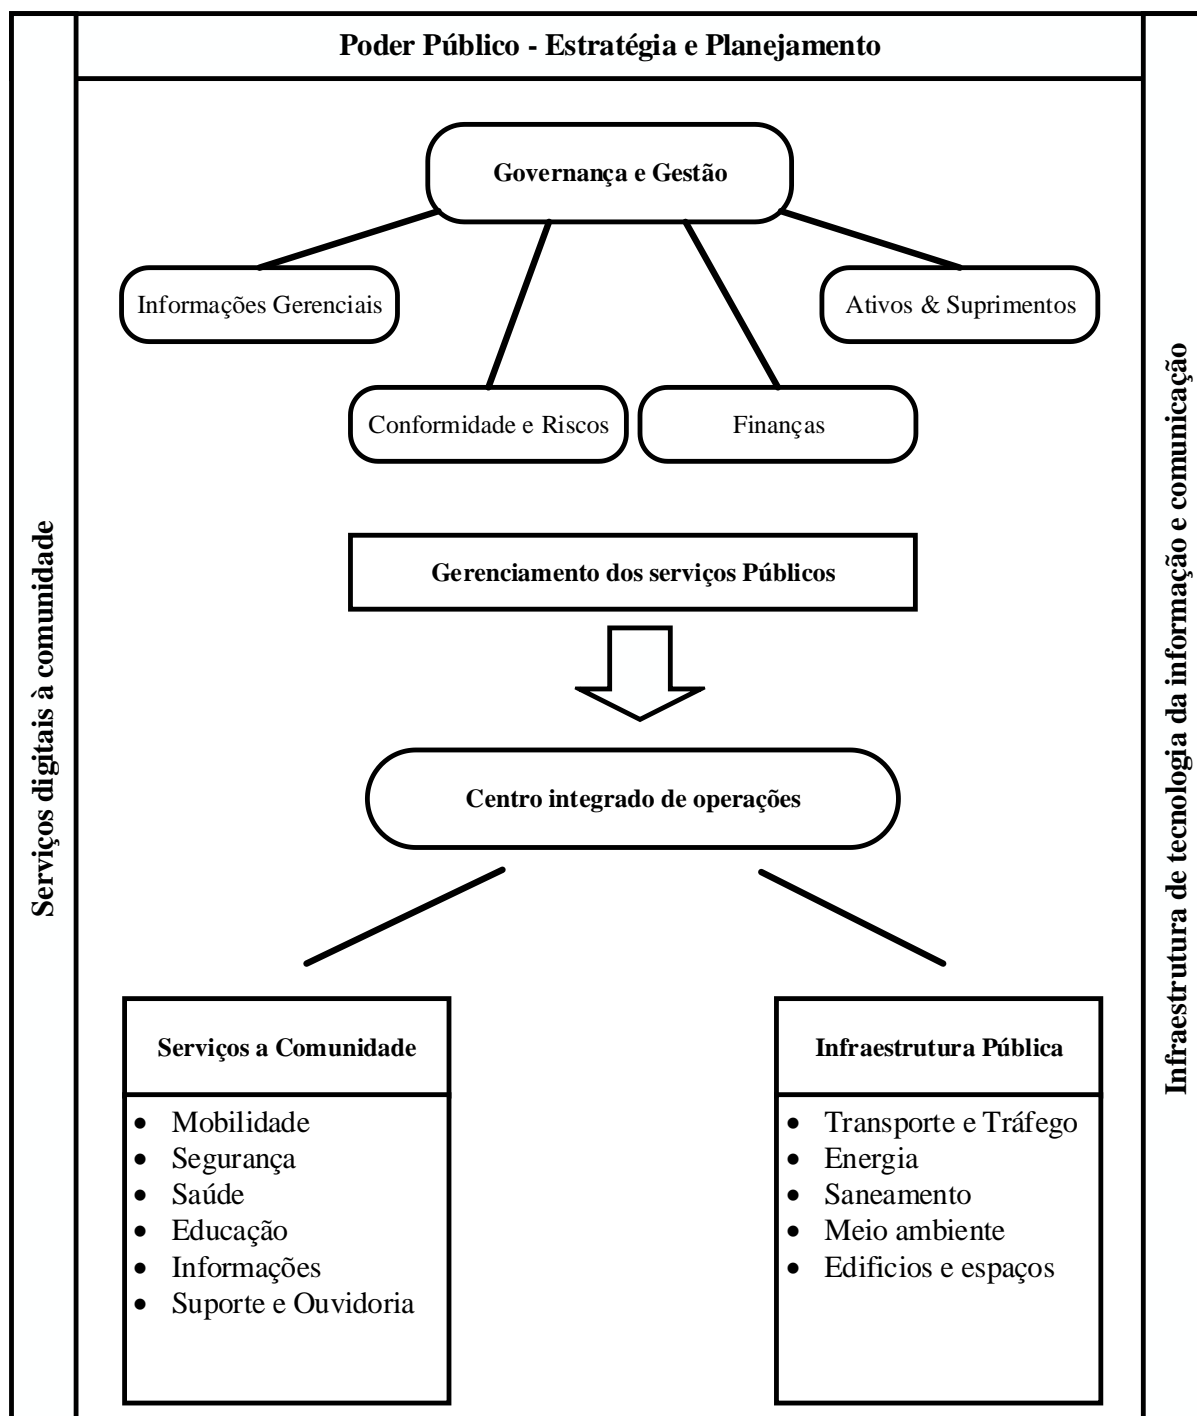 Poder Público - Estratégia e Planejamento
Governança e Gestão
Informações Gerenciais
Ativos & Suprimentos
Conformidade e Riscos
Finanças
Gerenciamento dos serviços Públicos
Centro integrado de operações
Serviços a Comunidade
• Mobilidade
• Segurança
• Saúde
• Educação
• Informações
• Suporte e Ouvidoria
Infraestrutura Pública
• Transporte e Tráfego
• Energia
• Saneamento
• Meio ambiente
• Edificios e espaços
Serviços digitais à comunidade
Infraestrutura de tecnologia da informação e comunicação